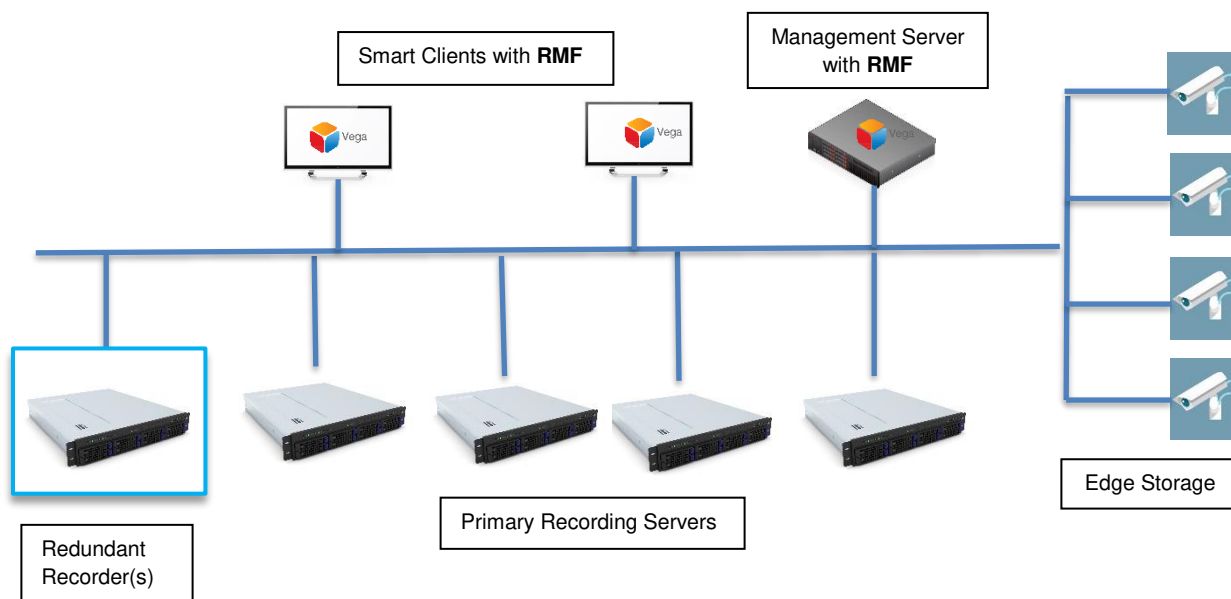 Smart Clients with RMF
Management Server
with RMF
Vega
Vega
Vega
Edge Storage
Primary Recording Servers
Redundant
Recorder(s)